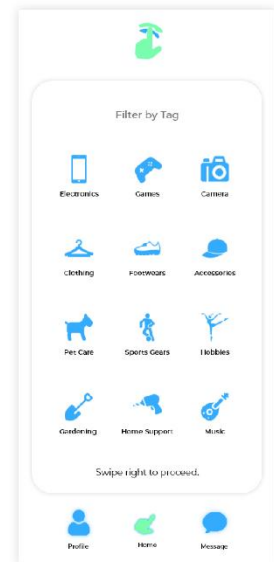 Filter by Tag
Electronics Games Camera
Clothing Footwears Accessories
Pet Care Sports Gears Hobbies
Gardening Home Support Music
Swipe right to proceed.
Profile Home Message